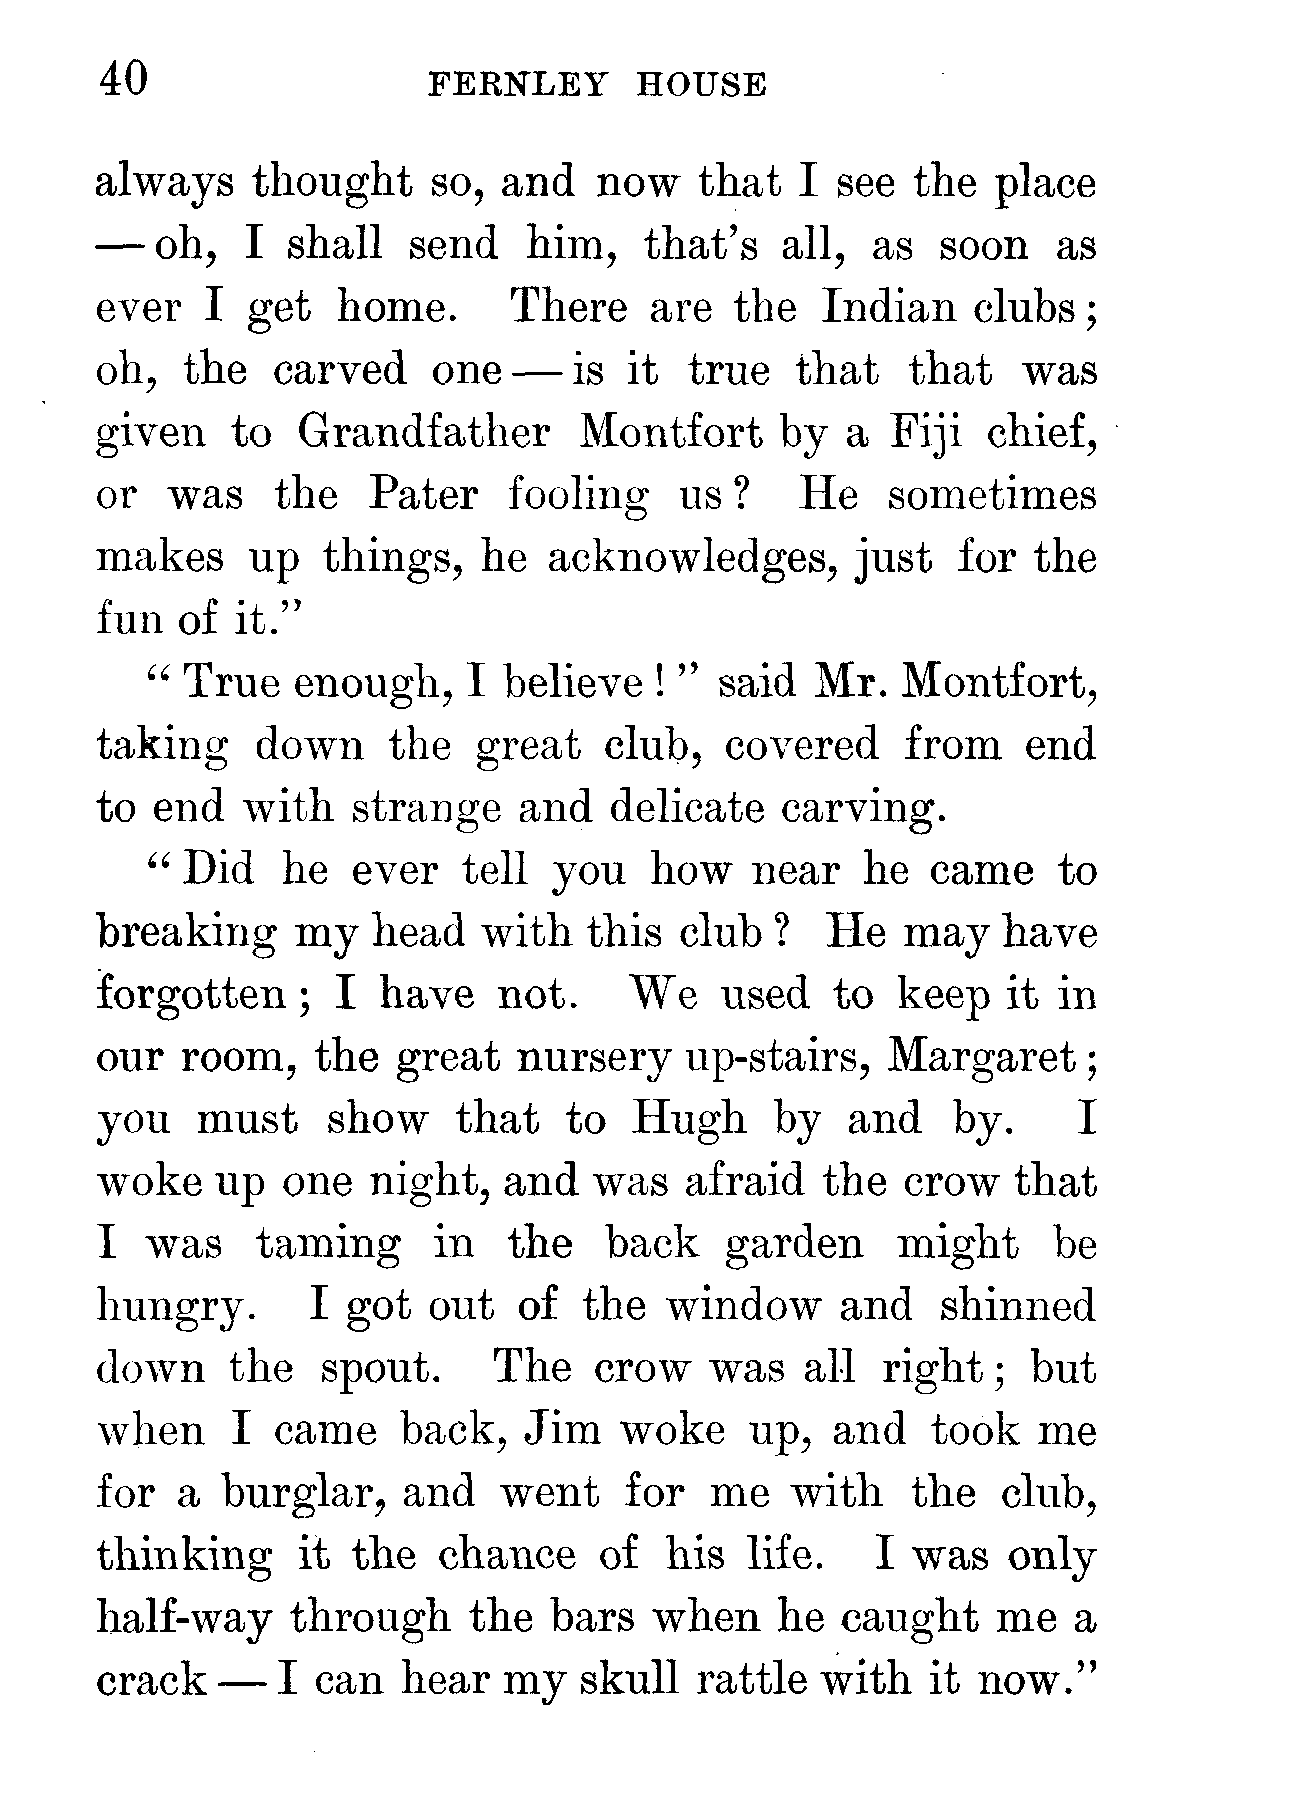 40 FERNLEY HOUSE
always thought so, and now that I see the place
— oh, I shall send him, that's all, as soon as
ever I get home. There are the Indian clubs;
oh, the carved one — is it true that that was
given to Grandfather Montfort by a Fiji chief,
or was the Pater fooling us? He sometimes
makes up things, he acknowledges, just for the
fun of it."
"True enough, I believe!" said Mr. Montfort,
taking down the great club, covered from end
to end with strange and delicate carving.
"Did he ever tell you how near he came to
breaking my head with this club? He may have
forgotten; I have not. We used to keep it in
our room, the great nursery up-stairs, Margaret;
you must show that to Hugh by and by. I
woke up one night, and was afraid the crow that
I was taming in the back garden might be
hungry. I got out of the window and shinned
down the spout. The crow was all right; but
when I came back, Jim woke up, and took me
for a burglar, and went for me with the club,
thinking it the chance of his life. I was only
half-way through the bars when he caught me a
crack — I can hear my skull rattle with it now."